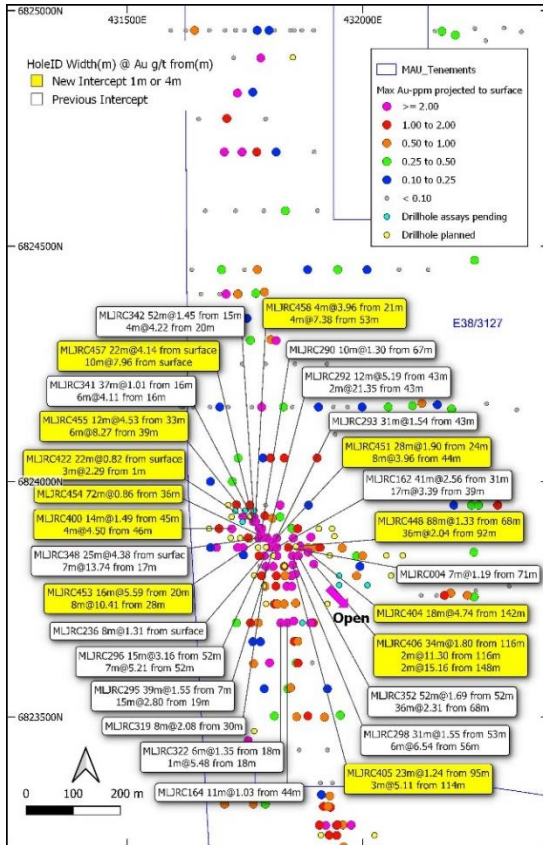 431500
432000
6825000N
HoleID Width(m) @ Au g/t from(m)
New Intercept 1m or 4m
Previous Intercept
MAU_Tenements
Max Au-ppm projected to surface
>= 2.00
1.00 to 2.00
0.50 to 1.00
0.25 to 0.50
0.10 to 0.25
< 0.10
Drillhole assays pending
Drillhole planned
6824500N
E38/3127
MLJRC342 52m@1.45 from 15m
4m@4.22 from 20m
MLJRC458 4m@3.96 from 21m
4m@7.38 from 53m
MLJRC457 22m@4.14 from surface
10m@7.96 from surface
MLJRC290 10m@1.30 from 67m
MLJRC341 37m@1.01 from 16m
6m@4.11 from 16m
MLJRC292 12m@5.19 from 43m
2m@21.35 from 43m
MLJRC455 12m@4.53 from 33m
6m@8.27 from 39m
MLJRC293 31m@1.54 from 43m
MLJRC422 22m@0.82 from surface
3m@2.29 from 1m
MLJRC451 28m@1.90 from 24m
8m@3.96 from 44m
6824000N
MLJRC454 72m@0.86 from 36m
MLJRC162 41m@2.56 from 31m
17m@3.39 from 39m
MLJRC400 14m@1.49 from 45m
4m@4.50 from 46m
MLJRC448 88m@1.33 from 68m
36m@2.04 from 92m
MLJRC348 25m@4.38 from surfac
7m@13.74 from 17m
MLJRC004 7m@1.19 from 71m
MLJRC453 16m@5.59 from 20m
8m@10.41 from 28m
MLJRC404 18m@4.74 from 142m
Open
MLJRC236 8m@1.31 from surface
MLJRC406 34m@1.80 from 116m
2m@11.30 from 116m
2m@15.16 from 148m
MLJRC296 15m@3.16 from 52m
7m@5.21 from 52m
MLJRC295 39m@1.55 from 7m
15m@2.80 from 19m
MLJRC352 52m@1.69 from 52m
36m@2.31 from 68m
6823500N
MLJRC319 8m@2.08 from 30m
MLJRC298 31m@1.55 from 53m
6m@6.54 from 56m
MLJRC322 6m@1.35 from 18m
1m@5.48 from 18m
MLJRC405 23m@1.24 from 95m
3m@5.11 from 114m
MLJRC164 11m@1.03 from 44m
0 100 200 m